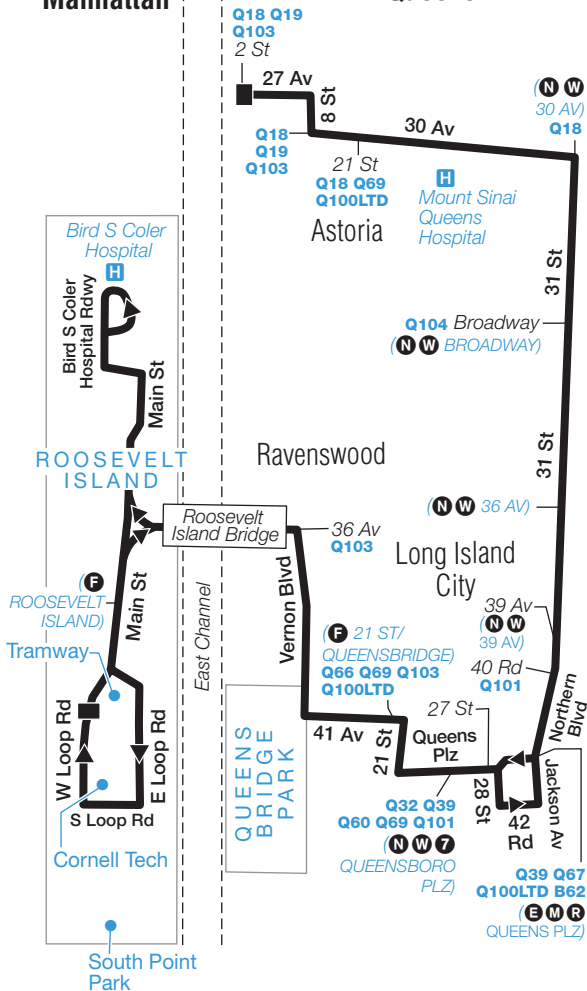 Manhattan
Q18 Q19
Q103
2 St
27 Av
8 St
30 Av
(N W
30 AV)
Q18
Q18
Q19
Q103
21 St
Q18 Q69
Q100LTD
H
Mount Sinai
Queens
Hospital
Astoria
31 St
Bird S Coler
Hospital
H
Bird S Coler
Hospital Rdwy
Main St
Q104 Broadway
(N W BROADWAY)
31 St
ROOSEVELT
ISLAND
Ravenswood
Roosevelt
Island Bridge
36 Av
Q103
(N W 36 AV)
Long Island
City
(F
ROOSEVELT
ISLAND)
Main St
East Channel
Vernon Blvd
39 Av
(N W
39 AV)
40 Rd
Q101
Northern
Blvd
Tramway
(F 21 ST/
QUEENSBRIDGE)
Q66 Q69 Q103
Q100LTD
27 St
W Loop Rd
E Loop Rd
S Loop Rd
QUEENS
BRIDGE
PARK
41 Av
21 St
Queens
Plz
28 St
42
Rd
Jackson Av
Cornell Tech
Q32 Q39
Q60 Q69 Q101
(N W 7
QUEENSBORO
PLZ)
Q39 Q67
Q100LTD B62
(E M R
QUEENS PLZ)
South Point
Park